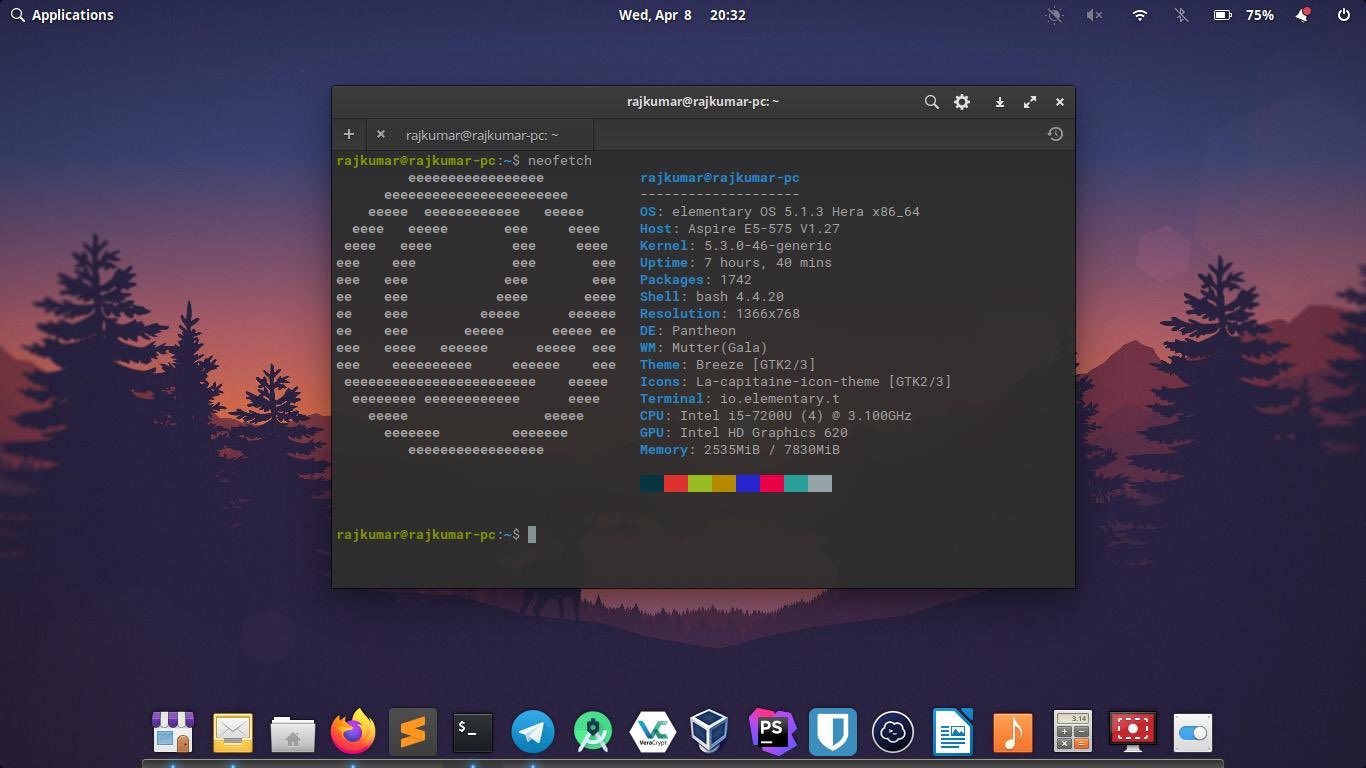 Applications
Wed, Apr 8 20:32
75%
rajkumar@rajkumar-pc: ~
rajkumar@rajkumar-pc: ~
rajkumar@rajkumar-pc:~$ neofetch
eeeeeeeeeeeeeeeee rajkumar@rajkumar-pc
eeeeeeeeeeeeeeeeeeeeeee --------------------
eeeee eeeeeeeeeeee eeeee OS: elementary OS 5.1.3 Hera x86_64
eeee eeeee eee eeee Host: Aspire E5-575 V1.27
eeee eeee eee eeee Kernel: 5.3.0-46-generic
eee eee eee eee Uptime: 7 hours, 40 mins
eee eee eee eee Packages: 1742
ee eee eeee eeee Shell: bash 4.4.20
ee eee eeeee eeeeee Resolution: 1366x768
ee eee eeeee eeeee ee DE: Pantheon
eee eeee eeeeee eeeee eee WM: Mutter(Gala)
eee eeeeeeeeee eeeeee eee Theme: Breeze [GTK2/3]
eeeeeeeeeeeeeeeeeeeeeeee eeeee Icons: La-capitaine-icon-theme [GTK2/3]
eeeeeeee eeeeeeeeeeee eeee Terminal: io.elementary.t
eeeee eeeee CPU: Intel i5-7200U (4) @ 3.100GHz
eeeeeee eeeeeee GPU: Intel HD Graphics 620
eeeeeeeeeeeeeeeee Memory: 2535MiB / 7830MiB
rajkumar@rajkumar-pc:~$
$_
VC
VeraCrypt
PS
3.14